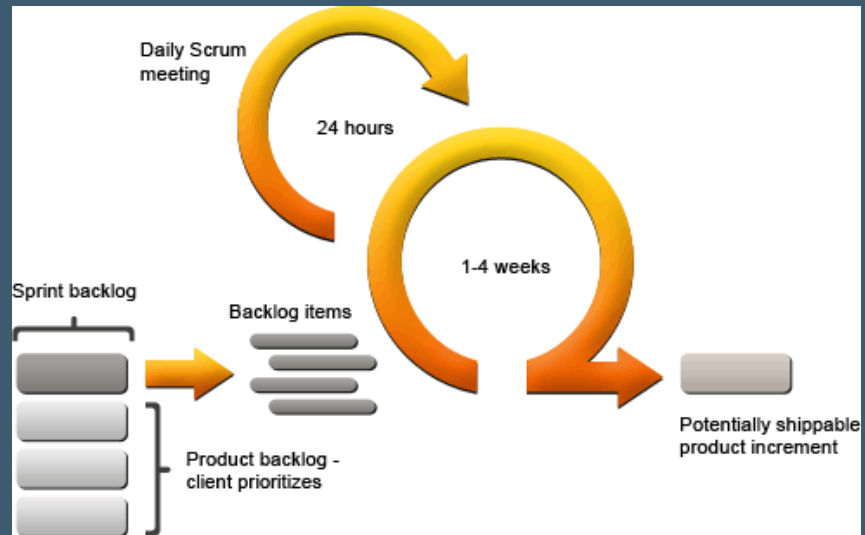 Daily Scrum
meeting
24 hours
1-4 weeks
Sprint backlog
Backlog items
Potentially shippable
product increment
Product backlog -
client prioritizes